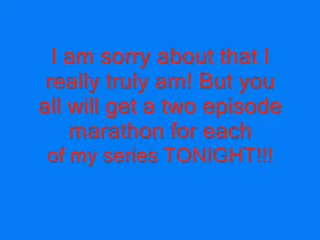 I am sorry about that I
really truly am! But you
all will get a two episode
marathon for each
of my series TONIGHT!!!